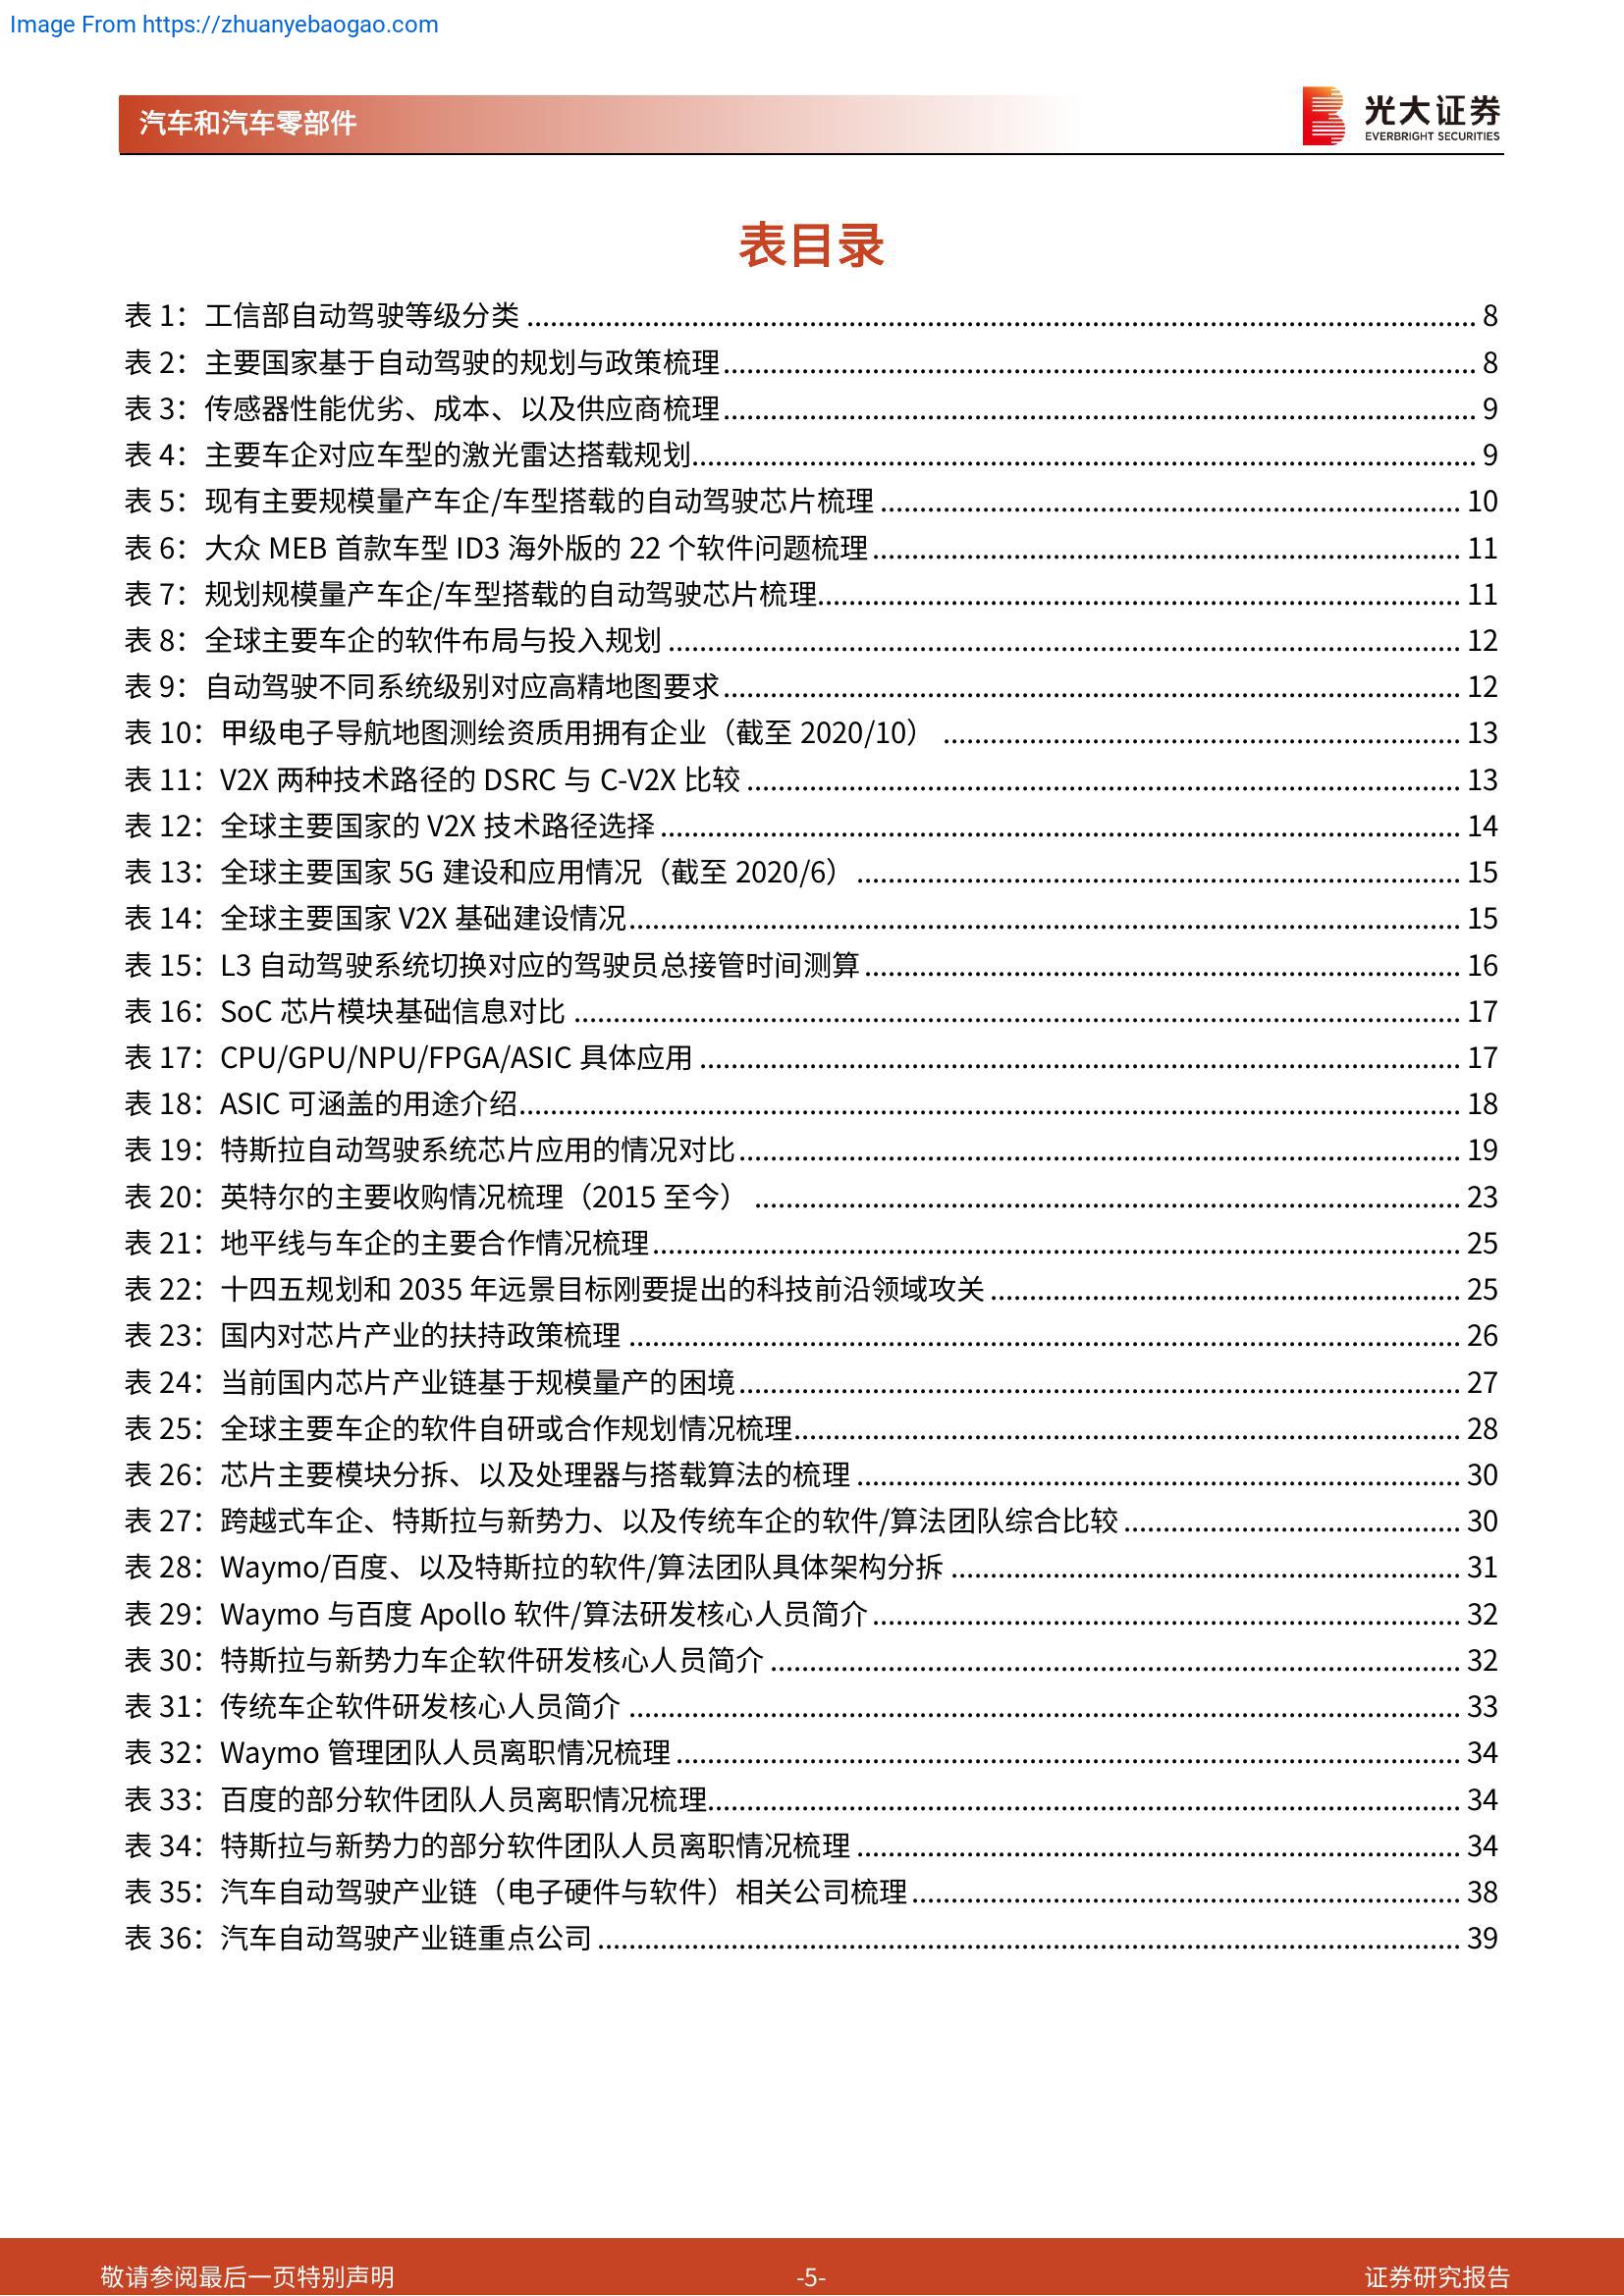 Image From https://zhuanyebaogao.com
汽车和汽车零部件
光大证券
EVERBRIGHT SECURITIES
表目录
表 1：工信部自动驾驶等级分类 ........ 8
表 2：主要国家基于自动驾驶的规划与政策梳理 ........ 8
表 3：传感器性能优劣、成本、以及供应商梳理 ........ 9
表 4：主要车企对应车型的激光雷达搭载规划 ........ 9
表 5：现有主要规模量产车企/车型搭载的自动驾驶芯片梳理 ........ 10
表 6：大众 MEB 首款车型 ID3 海外版的 22 个软件问题梳理 ........ 11
表 7：规划规模量产车企/车型搭载的自动驾驶芯片梳理 ........ 11
表 8：全球主要车企的软件布局与投入规划 ........ 12
表 9：自动驾驶不同系统级别对应高精地图要求 ........ 12
表 10：甲级电子导航地图测绘资质用拥有企业（截至 2020/10） ........ 13
表 11：V2X 两种技术路径的 DSRC 与 C-V2X 比较 ........ 13
表 12：全球主要国家的 V2X 技术路径选择 ........ 14
表 13：全球主要国家 5G 建设和应用情况（截至 2020/6） ........ 15
表 14：全球主要国家 V2X 基础建设情况 ........ 15
表 15：L3 自动驾驶系统切换对应的驾驶员总接管时间测算 ........ 16
表 16：SoC 芯片模块基础信息对比 ........ 17
表 17：CPU/GPU/NPU/FPGA/ASIC 具体应用 ........ 17
表 18：ASIC 可涵盖的用途介绍 ........ 18
表 19：特斯拉自动驾驶系统芯片应用的情况对比 ........ 19
表 20：英特尔的主要收购情况梳理（2015 至今） ........ 23
表 21：地平线与车企的主要合作情况梳理 ........ 25
表 22：十四五规划和 2035 年远景目标刚要提出的科技前沿领域攻关 ........ 25
表 23：国内对芯片产业的扶持政策梳理 ........ 26
表 24：当前国内芯片产业链基于规模量产的困境 ........ 27
表 25：全球主要车企的软件自研或合作规划情况梳理 ........ 28
表 26：芯片主要模块分拆、以及处理器与搭载算法的梳理 ........ 30
表 27：跨越式车企、特斯拉与新势力、以及传统车企的软件/算法团队综合比较 ........ 30
表 28：Waymo/百度、以及特斯拉的软件/算法团队具体架构分拆 ........ 31
表 29：Waymo 与百度 Apollo 软件/算法研发核心人员简介 ........ 32
表 30：特斯拉与新势力车企软件研发核心人员简介 ........ 32
表 31：传统车企软件研发核心人员简介 ........ 33
表 32：Waymo 管理团队人员离职情况梳理 ........ 34
表 33：百度的部分软件团队人员离职情况梳理 ........ 34
表 34：特斯拉与新势力的部分软件团队人员离职情况梳理 ........ 34
表 35：汽车自动驾驶产业链（电子硬件与软件）相关公司梳理 ........ 38
表 36：汽车自动驾驶产业链重点公司 ........ 39
敬请参阅最后一页特别声明
-5-
证券研究报告